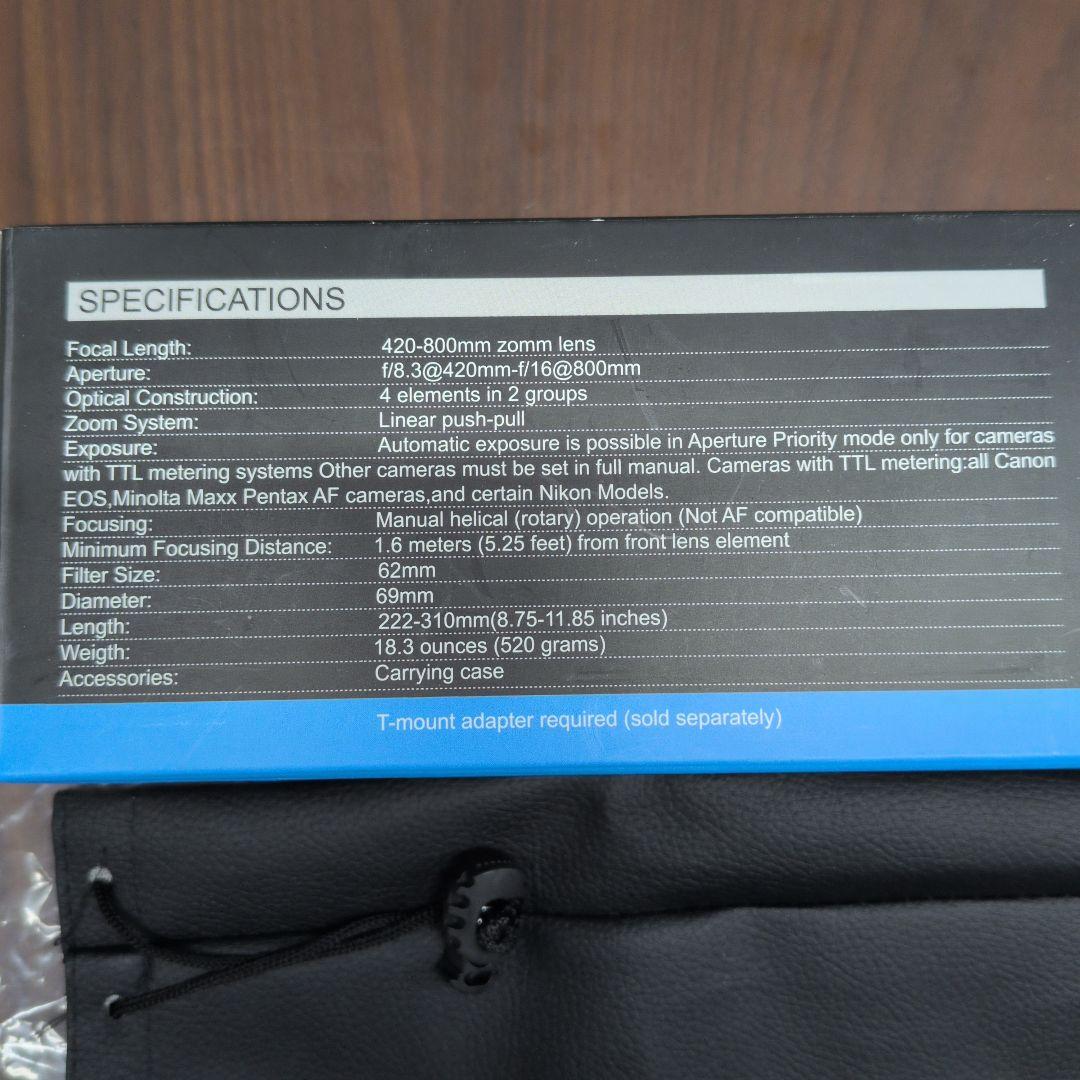 SPECIFICATIONS
Focal Length: 420-800mm zomm lens
Aperture: f/8.3@420mm-f/16@800mm
Optical Construction: 4 elements in 2 groups
Zoom System: Linear push-pull
Exposure: Automatic exposure is possible in Aperture Priority mode only for cameras
with TTL metering systems Other cameras must be set in full manual. Cameras with TTL metering:all Canon
EOS,Minolta Maxx Pentax AF cameras,and certain Nikon Models.
Focusing: Manual helical (rotary) operation (Not AF compatible)
Minimum Focusing Distance: 1.6 meters (5.25 feet) from front lens element
Filter Size: 62mm
Diameter: 69mm
Length: 222-310mm(8.75-11.85 inches)
Weigth: 18.3 ounces (520 grams)
Accessories: Carrying case
T-mount adapter required (sold separately)